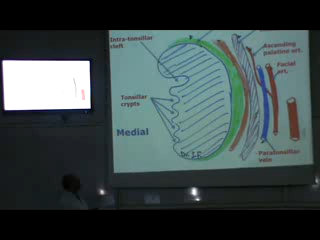 Intra-tonsillar
cleft
Ascending
palatine art.
Facial
art.
Tonsillar
crypts
Medial
Paratonsillar
vein